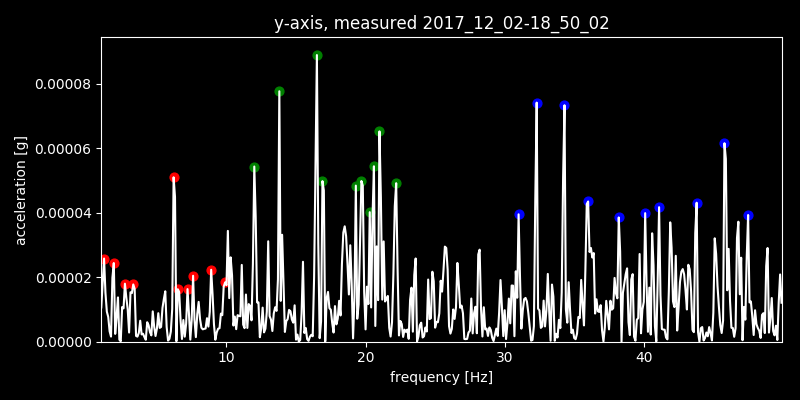 y-axis, measured 2017_12_02-18_50_02
acceleration [g]
0.00008
0.00006
0.00004
0.00002
0.00000
10 20 30 40
frequency [Hz]